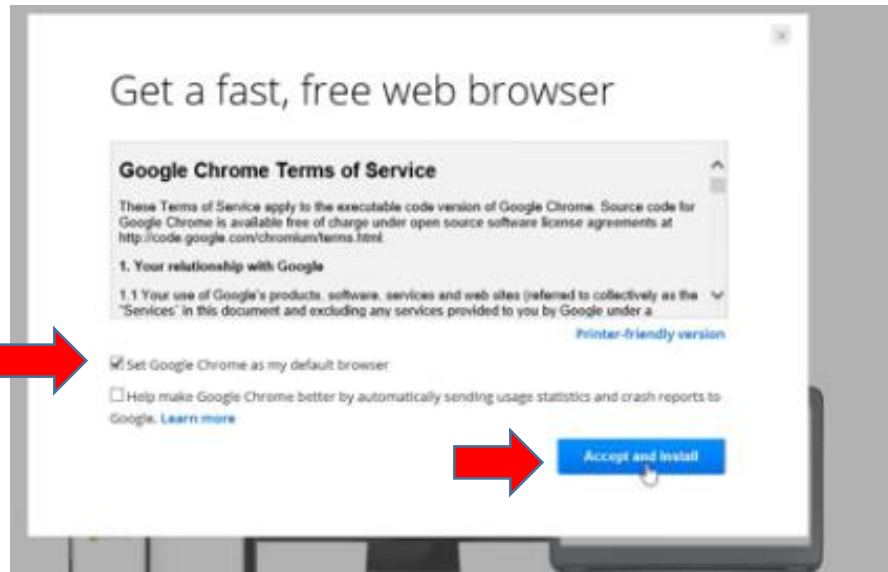 Get a fast, free web browser
Google Chrome Terms of Service
These Terms of Service apply to the executable code version of Google Chrome. Source code for
Google Chrome is available free of charge under open source software license agreements at
http://code.google.com/chromium/terms.html.
1. Your relationship with Google
1.1 Your use of Google's products, software, services and web sites (referred to collectively as the
"Services" in this document and excluding any services provided to you by Google under a
Printer-friendly version
Set Google Chrome as my default browser
Help make Google Chrome better by automatically sending usage statistics and crash reports to
Google. Learn more
Accept and Install